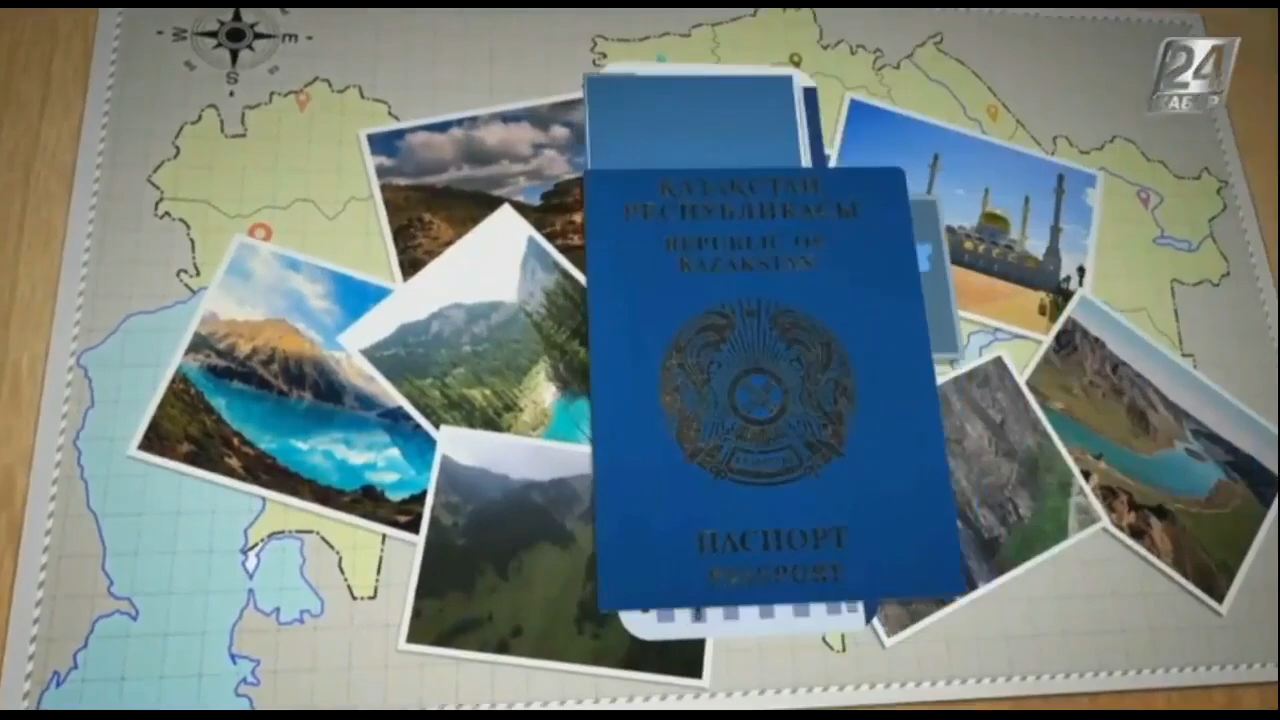 W
E
S
24
ХАБАР
ҚАЗАҚСТАН
РЕСПУБЛИКАСЫ
REPUBLIC OF
KAZAKSTAN
ПАСПОРТ
PASSPORT